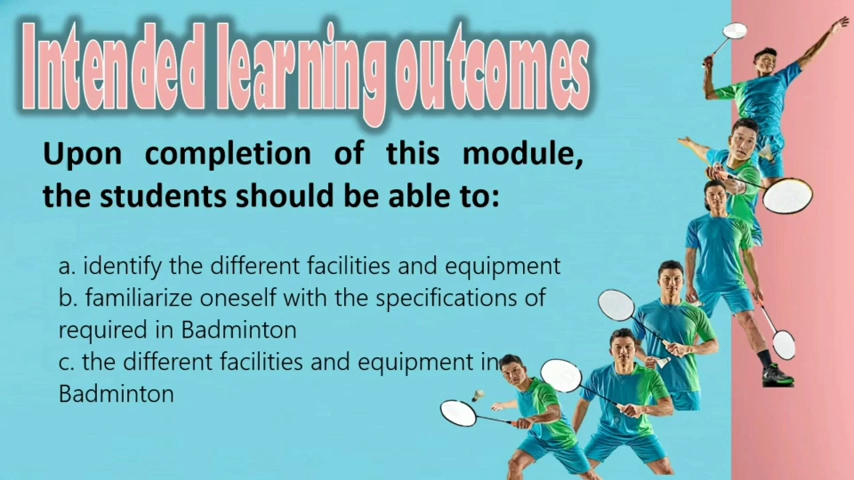 Intended learning outcomes
Upon completion of this module,
the students should be able to:
a. identify the different facilities and equipment
b. familiarize oneself with the specifications of
required in Badminton
c. the different facilities and equipment in
Badminton